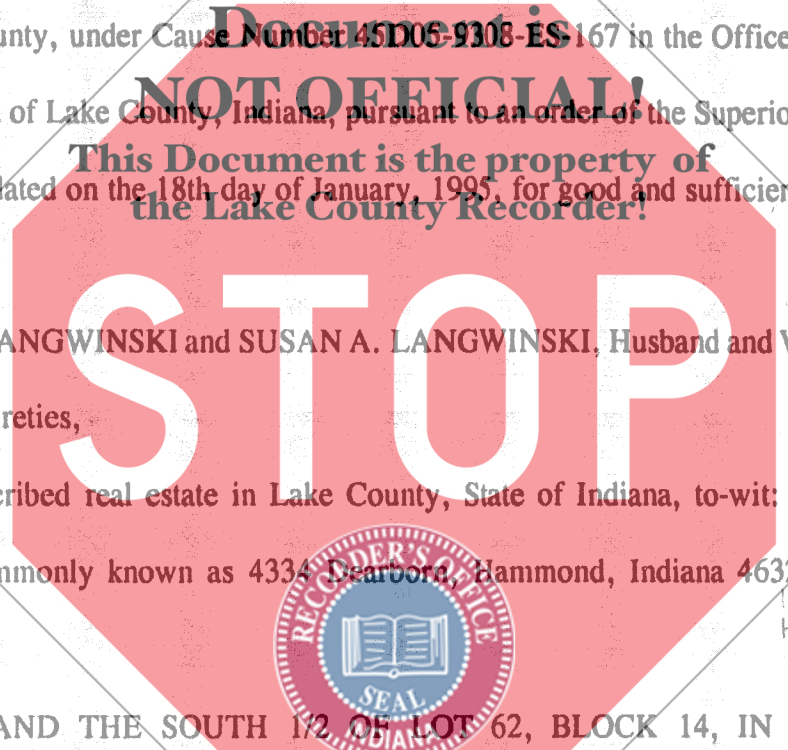 unty, under Cause Number 45D05-9308-ES-167 in the Office
Document is
of Lake County, Indiana, pursuant to an order of the Superio
NOT OFFICIAL!
This Document is the property of
lated on the 18th day of January, 1995, for good and sufficien
the Lake County Recorder!
STOP
ANGWINSKI and SUSAN A. LANGWINSKI, Husband and
reties,
cribed real estate in Lake County, State of Indiana, to-wit:
mmonly known as 4334 Dearborn, Hammond, Indiana 4632
RECORDER'S OFFICE
SEAL
INDIANA
AND THE SOUTH 1/2 OF LOT 62, BLOCK 14, IN